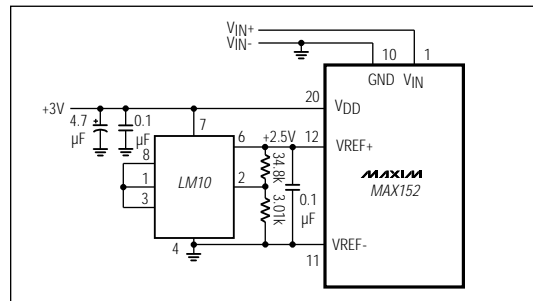 VIN+
VIN-
10
1
GND
VIN
20
VDD
+3V
4.7
µF
0.1
µF
7
6
+2.5V
12
VREF+
8
1
3
LM10
2
34.8k
3.01k
0.1
µF
MAXIM
MAX152
4
11
VREF-